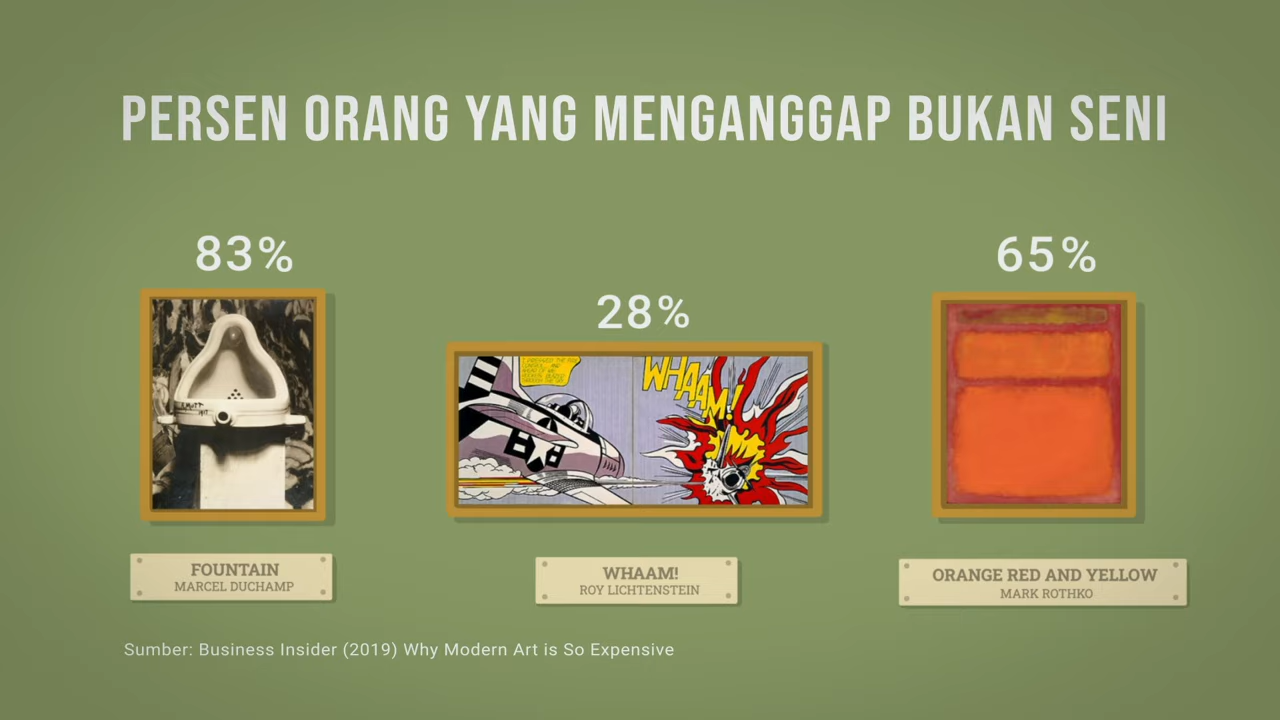 PERSEN ORANG YANG MENGANGGAP BUKAN SENI
83%
28%
65%
WHAAM!
FOUNTAIN
MARCEL DUCHAMP
WHAAM!
ROY LICHTENSTEIN
ORANGE RED AND YELLOW
MARK ROTHKO
Sumber: Business Insider (2019) Why Modern Art is So Expensive